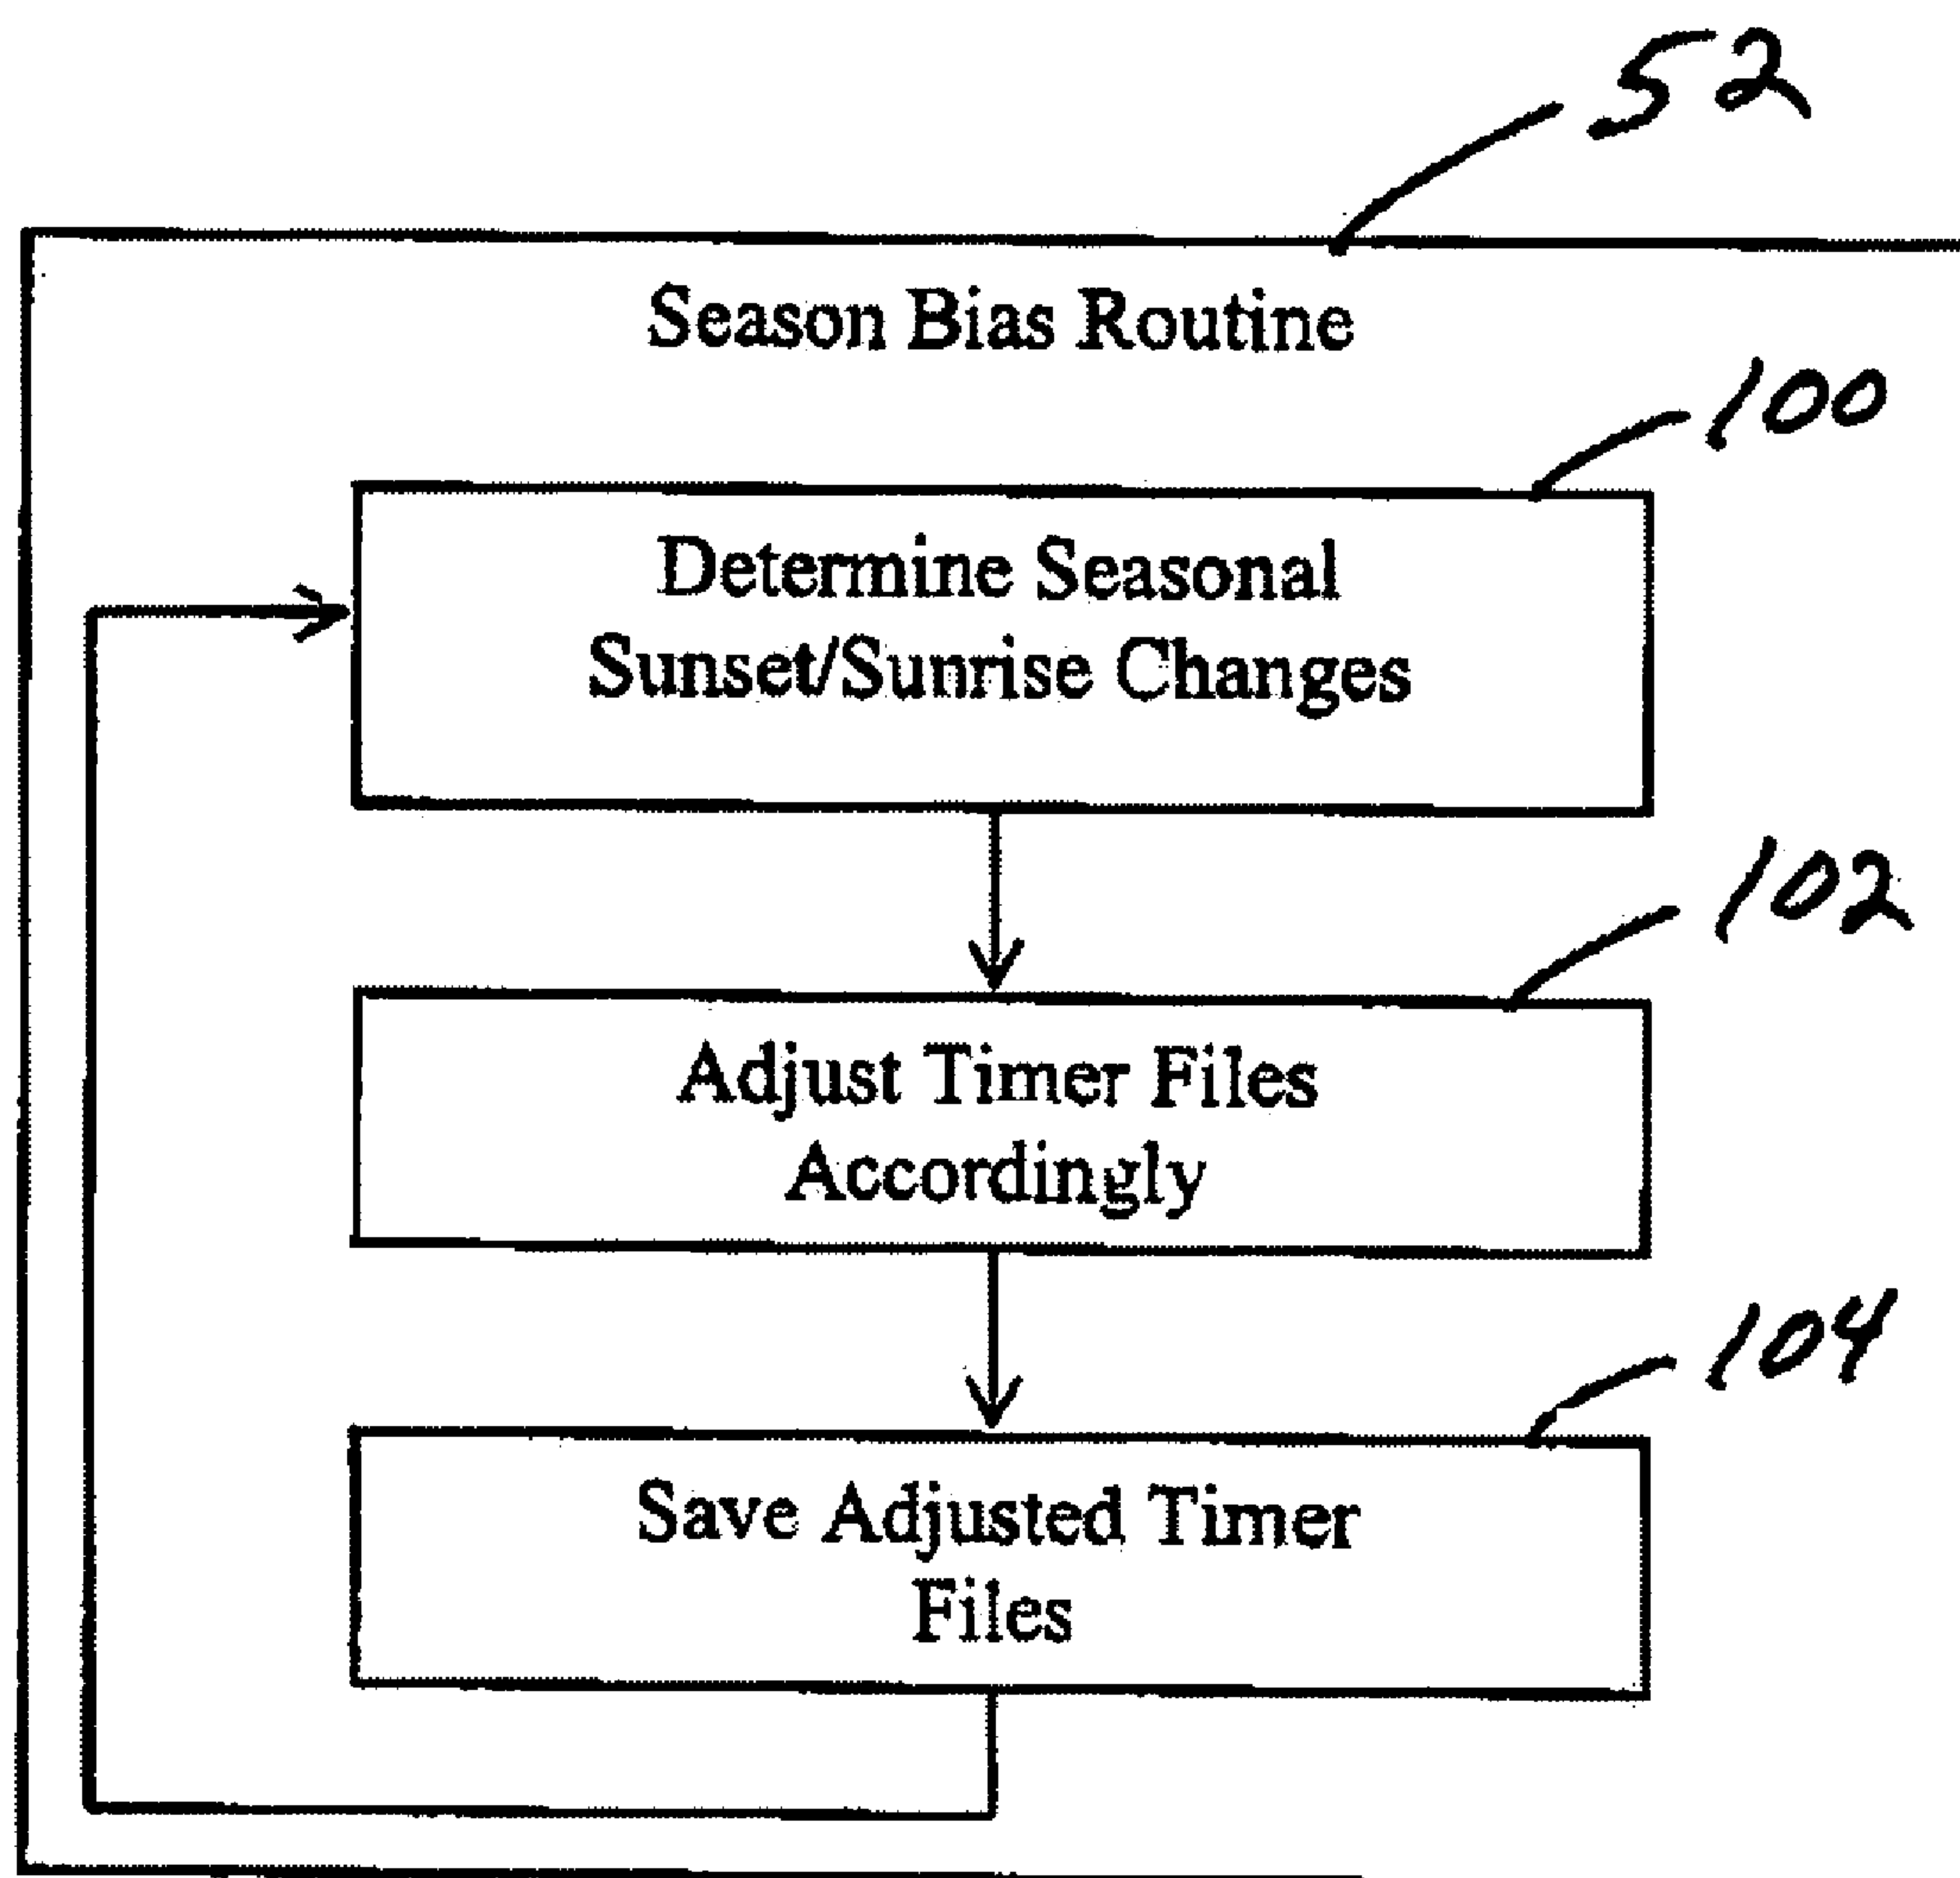 52
Season Bias Routine
100
Determine Seasonal
Sunset/Sunrise Changes
102
Adjust Timer Files
Accordingly
104
Save Adjusted Timer
Files